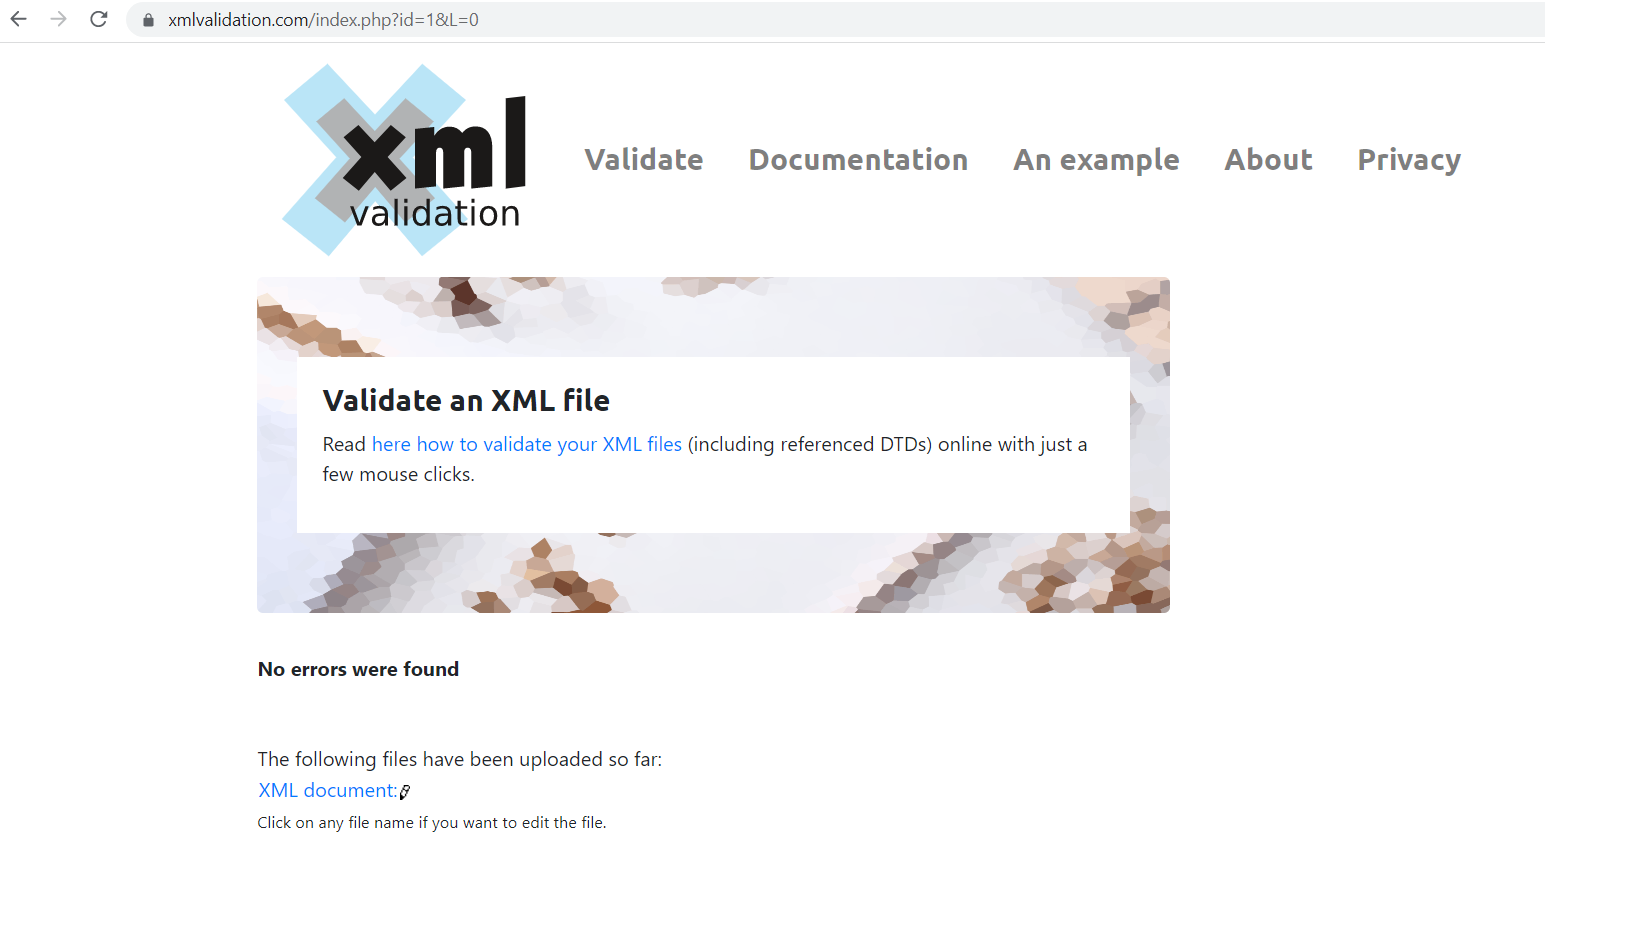 xmlvalidation.com/index.php?id=1&L=0
xml
validation
Validate Documentation An example About Privacy
Validate an XML file
Read here how to validate your XML files (including referenced DTDs) online with just a
few mouse clicks.
No errors were found
The following files have been uploaded so far:
XML document:
Click on any file name if you want to edit the file.